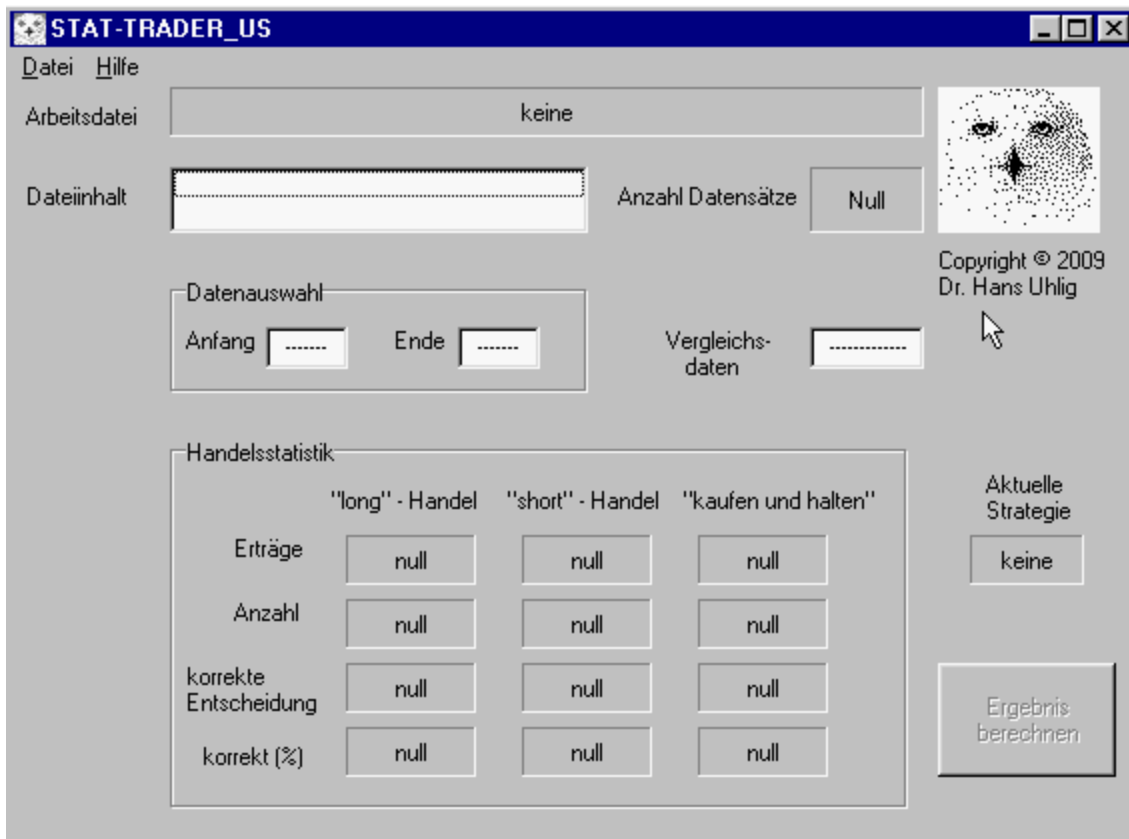 STAT-TRADER_US
Datei Hilfe
Arbeitsdatei keine
Dateiinhalt Anzahl Datensätze Null
Copyright © 2009
Dr. Hans Uhlig
Datenauswahl
Anfang ------- Ende -------
Vergleichs-
daten
------------
Handelsstatistik
"long" - Handel "short" - Handel "kaufen und halten"
Erträge null null null
Anzahl null null null
korrekte
Entscheidung
null null null
korrekt (%) null null null
Aktuelle
Strategie
keine
Ergebnis
berechnen